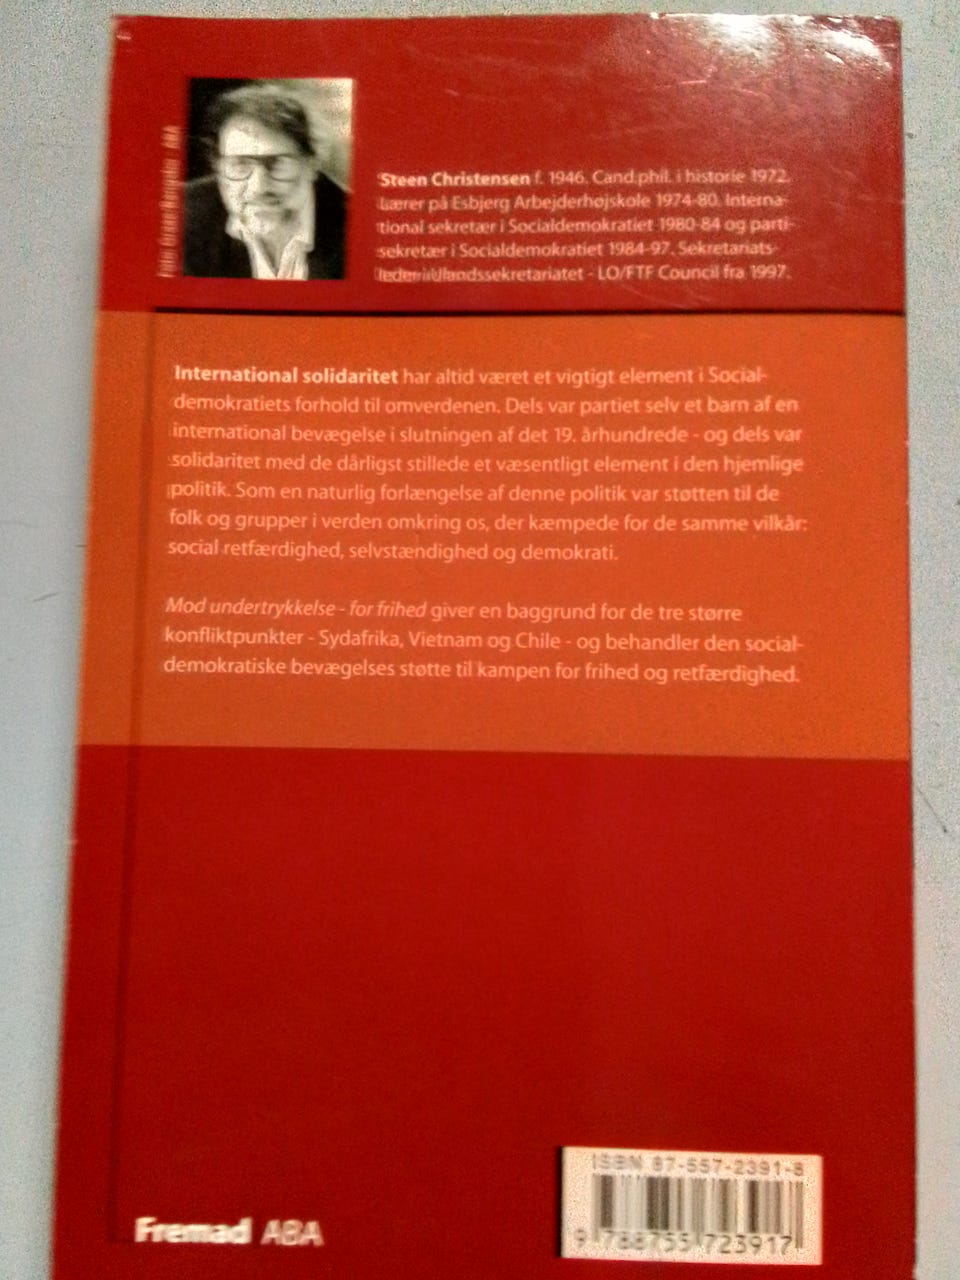 ABA
Steen Christensen f. 1946. Cand.phil. i historie 1972.
Lærer på Esbjerg Arbejderhøjskole 1974-80. Interna-
tional sekretær i Socialdemokratiet 1980-84 og parti-
sekretær i Socialdemokratiet 1984-97. Sekretariats-
leder i Ulandssekretariatet - LO/FTF Council fra 1997.
International solidaritet har altid været et vigtigt element i Social-
demokratiets forhold til omverdenen. Dels var partiet selv et barn af en
international bevægelse i slutningen af det 19. århundrede - og dels var
solidaritet med de dårligst stillede et væsentligt element i den hjemlige
politik. Som en naturlig forlængelse af denne politik var støtten til de
folk og grupper i verden omkring os, der kæmpede for de samme vilkår:
social retfærdighed, selvstændighed og demokrati.
Mod undertrykkelse - for frihed giver en baggrund for de tre større
konfliktpunkter - Sydafrika, Vietnam og Chile - og behandler den social-
demokratiske bevægelses støtte til kampen for frihed og retfærdighed.
ISBN 87-557-2391-8
9 788755 723917
Fremad ABA